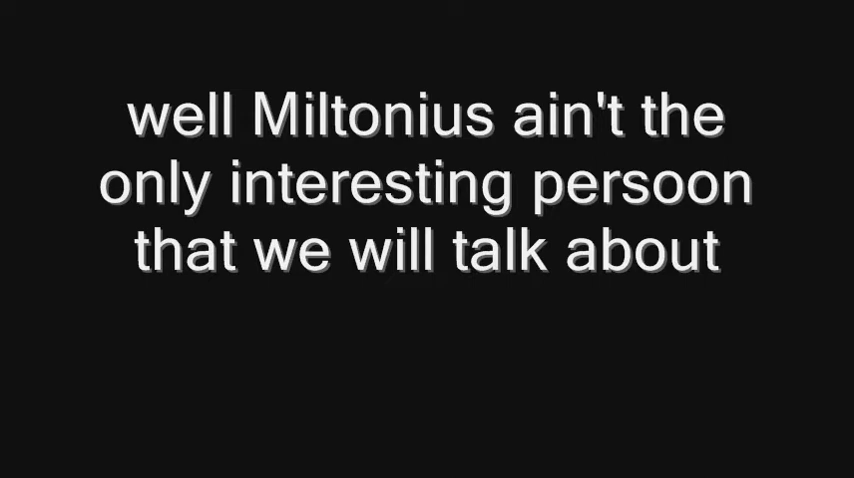 well Miltonius ain't the
only interesting persoon
that we will talk about